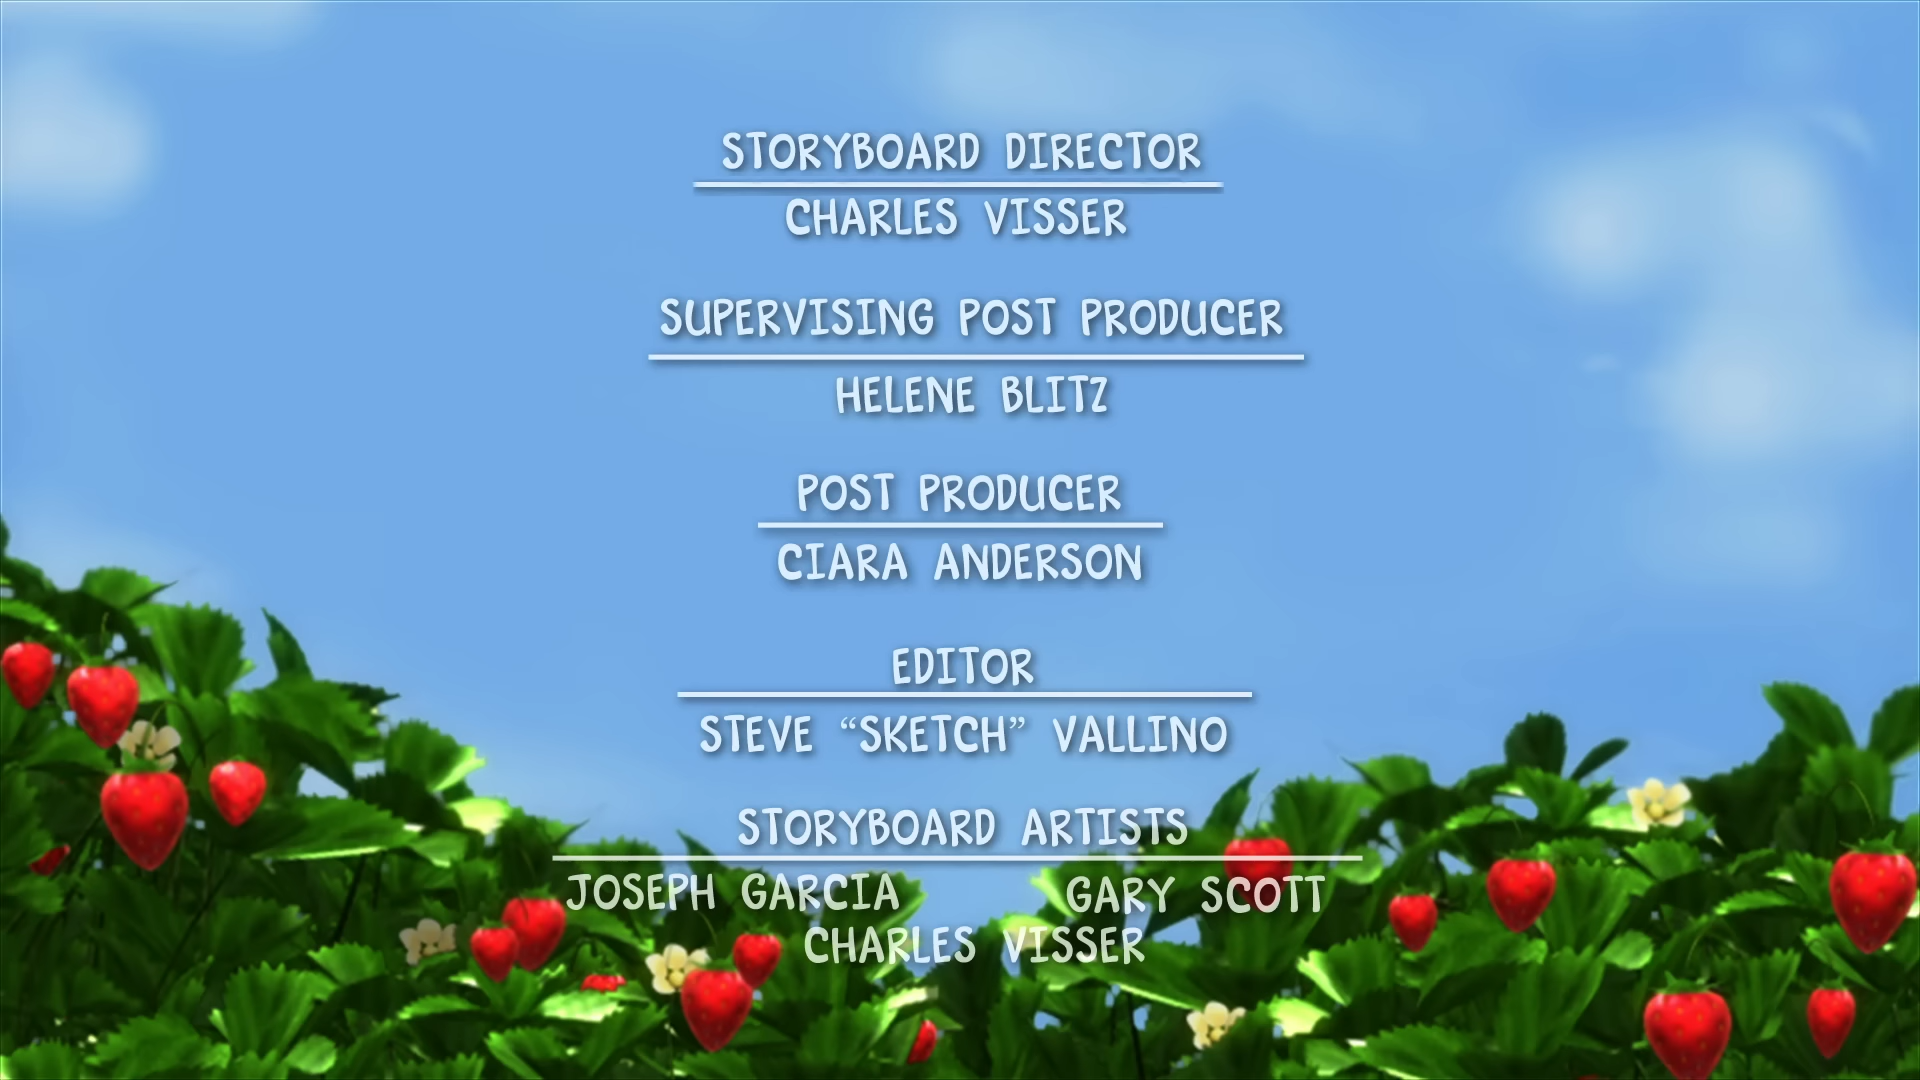 STORYBOARD DIRECTOR
CHARLES VISSER
SUPERVISING POST PRODUCER
HELENE BLITZ
POST PRODUCER
CIARA ANDERSON
EDITOR
STEVE “SKETCH” VALLINO
STORYBOARD ARTISTS
JOSEPH GARCIA GARY SCOTT
CHARLES VISSER